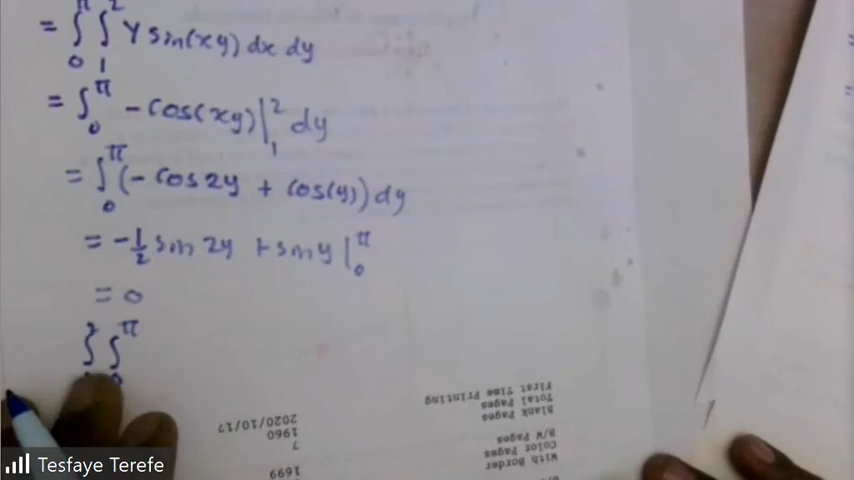 = ∫₀^π ∫₁² y sin(xy) dx dy
= ∫₀^π - cos(xy) |₁² dy
= ∫₀^π (- cos 2y + cos(y)) dy
= -1/2 sin 2y + sin y |₀^π
= 0
∫ ∫₀^π
First Time Printing
Total Pages
Blank Pages
B/W Pages
Color Pages
With Border
2020/10/17
1960
7
1699
Tesfaye Terefe